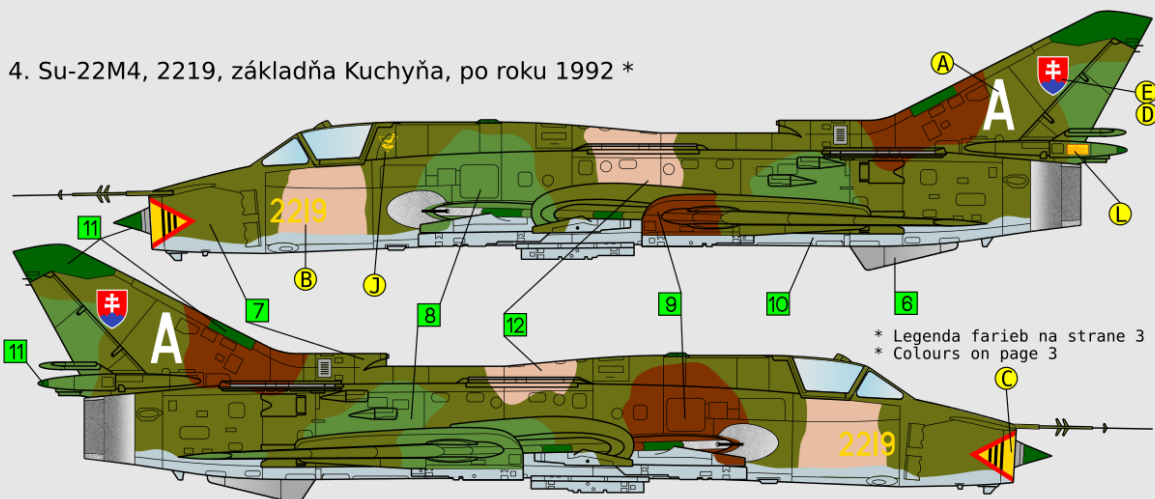 4. Su-22M4, 2219, základňa Kuchyňa, po roku 1992 *
A
A
E
D
2219
L
11
B
J
7
8
12
9
10
6
A
* Legenda farieb na strane 3
* Colours on page 3
11
C
2219